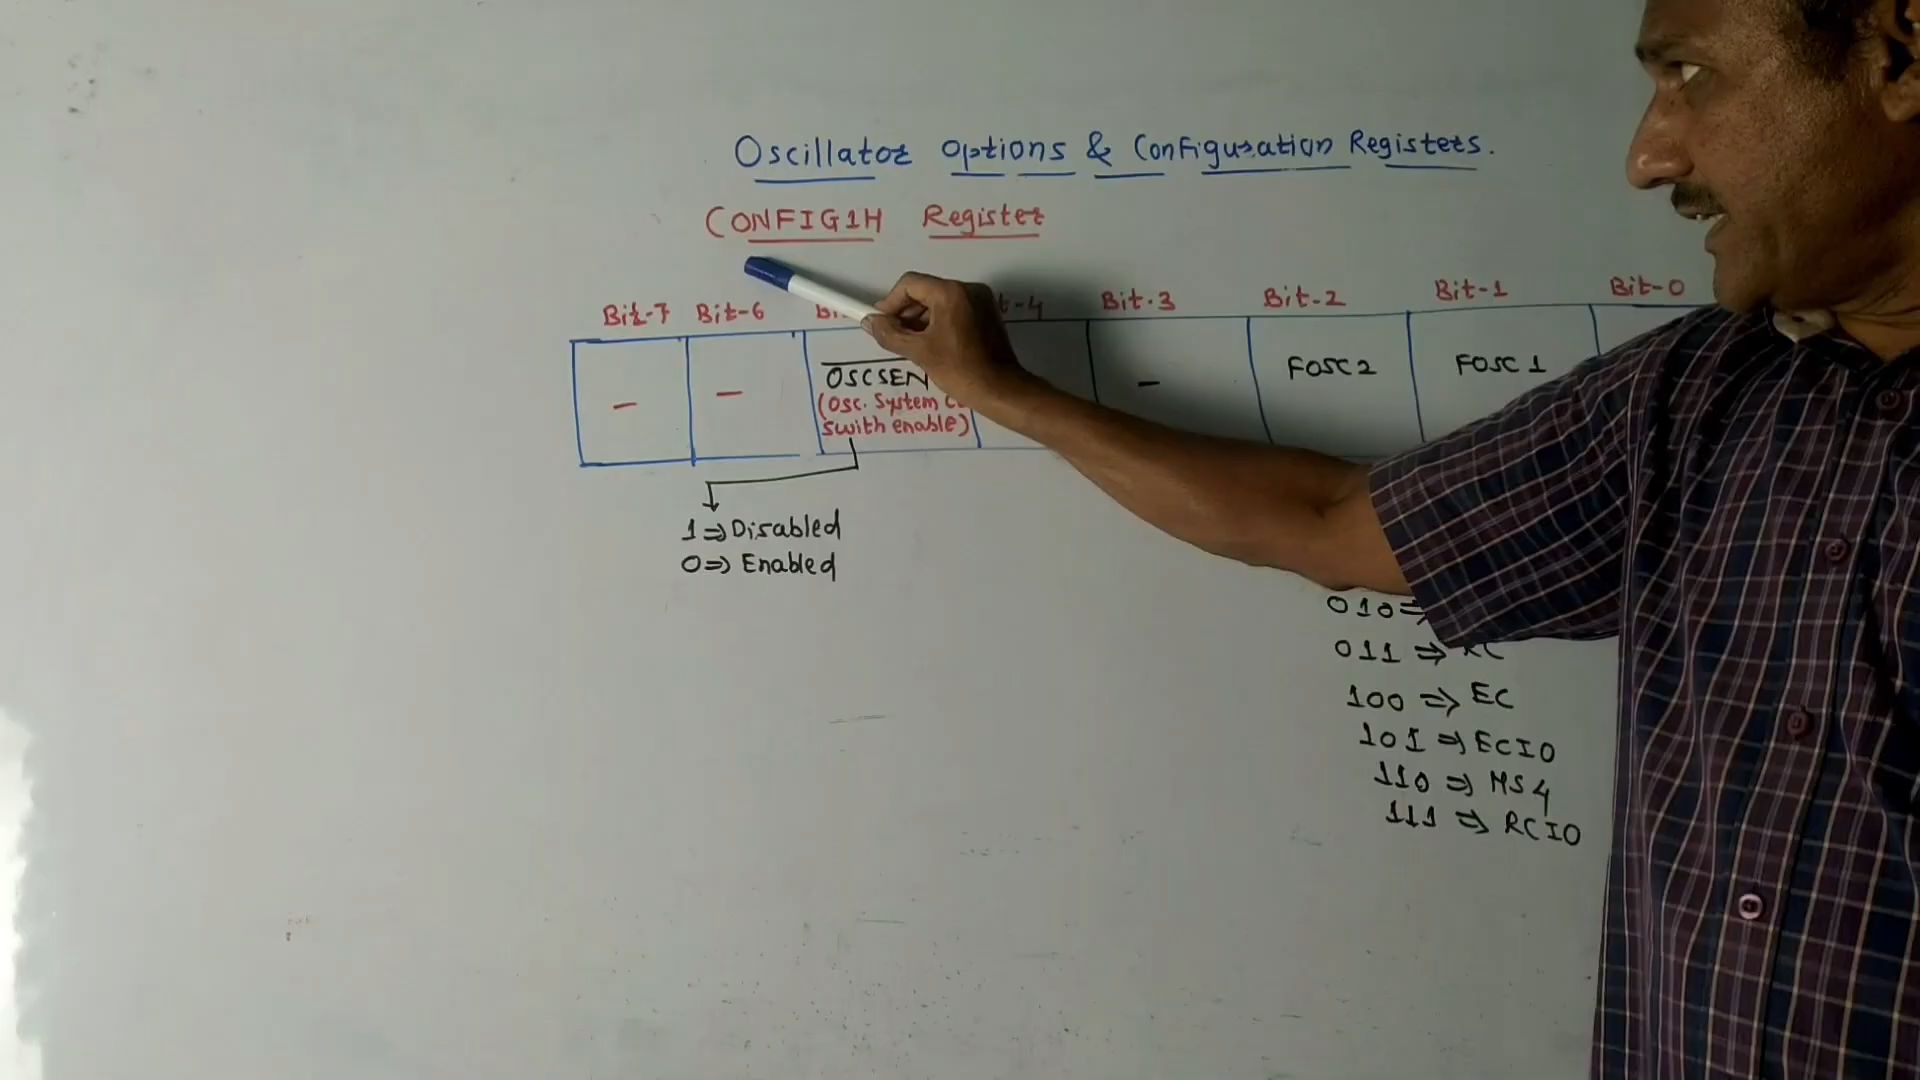 Oscillator Options & Configuration Registers.
CONFIG1H Register
Bit-7 Bit-6 Bit-3 Bit-2 Bit-1 Bit-0
- - OSCSEN - FOSC2 FOSC1
(Osc. System
swith enable)
1 => Disabled
0 => Enabled
010 =>
011 => RC
100 => EC
101 => ECIO
110 => HS4
111 => RCIO